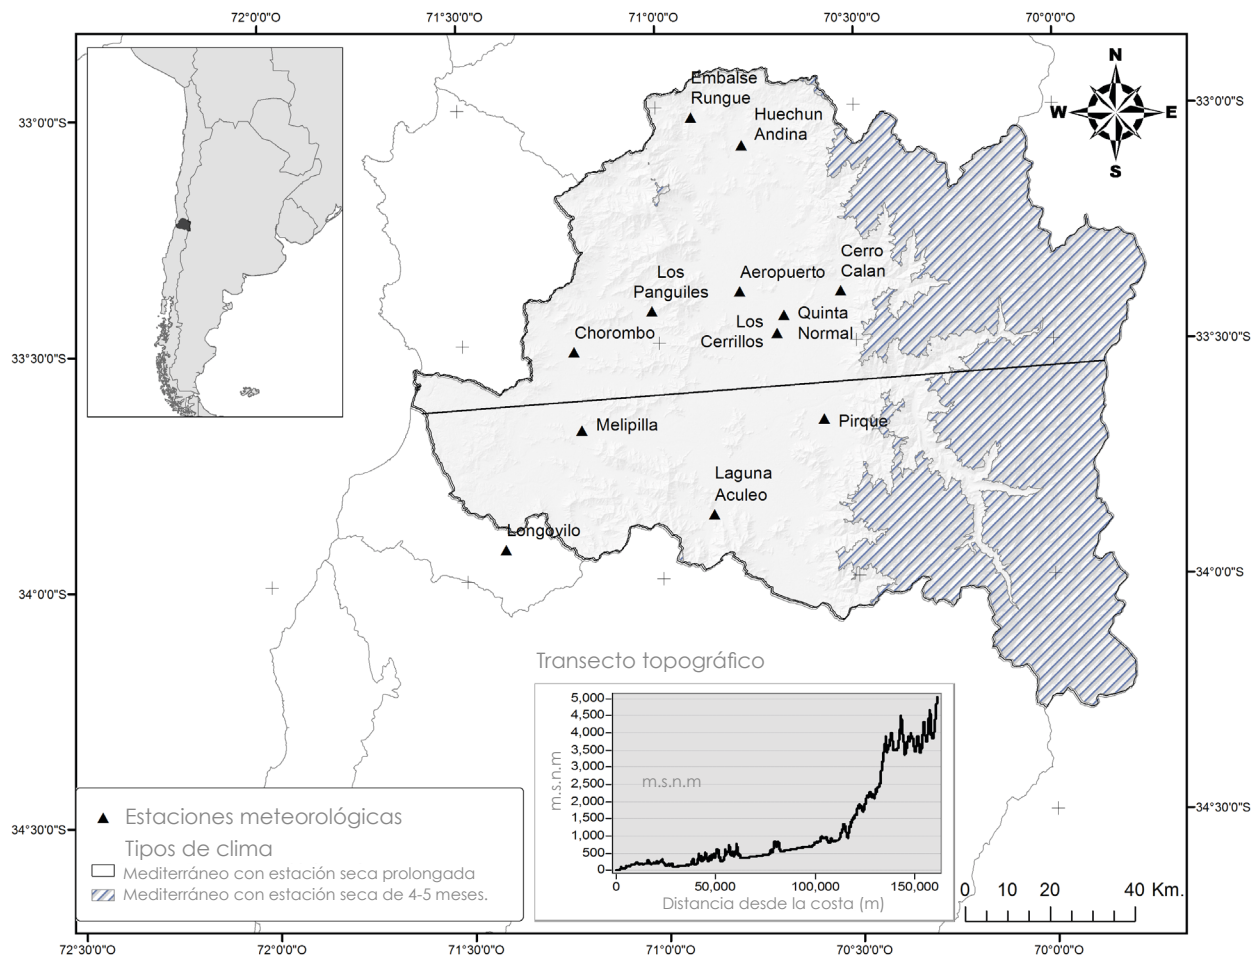 72°0'0"O
71°30'0"O
71°0'0"O
70°30'0"O
70°0'0"O
33°0'0"S
33°30'0"S
34°0'0"S
34°30'0"S
33°0'0"S
33°30'0"S
34°0'0"S
34°30'0"S
N
W
E
S
Embalse
Rungue
Huechun
Andina
Cerro
Calan
Los
Panguiles
Aeropuerto
Chorombo
Los
Cerrillos
Quinta
Normal
Melipilla
Pirque
Laguna
Aculeo
Longovilo
Transecto topográfico
5,000
4,500
4,000
3,500
3,000
2,500
2,000
1,500
1,000
500
0
m.s.n.m
m.s.n.m
0
50,000
100,000
150,000
Distancia desde la costa (m)
Estaciones meteorológicas
Tipos de clima
Mediterráneo con estación seca prolongada
Mediterráneo con estación seca de 4-5 meses.
0 10 20 40 Km.
72°30'0"O
72°0'0"O
71°30'0"O
71°0'0"O
70°30'0"O
70°0'0"O